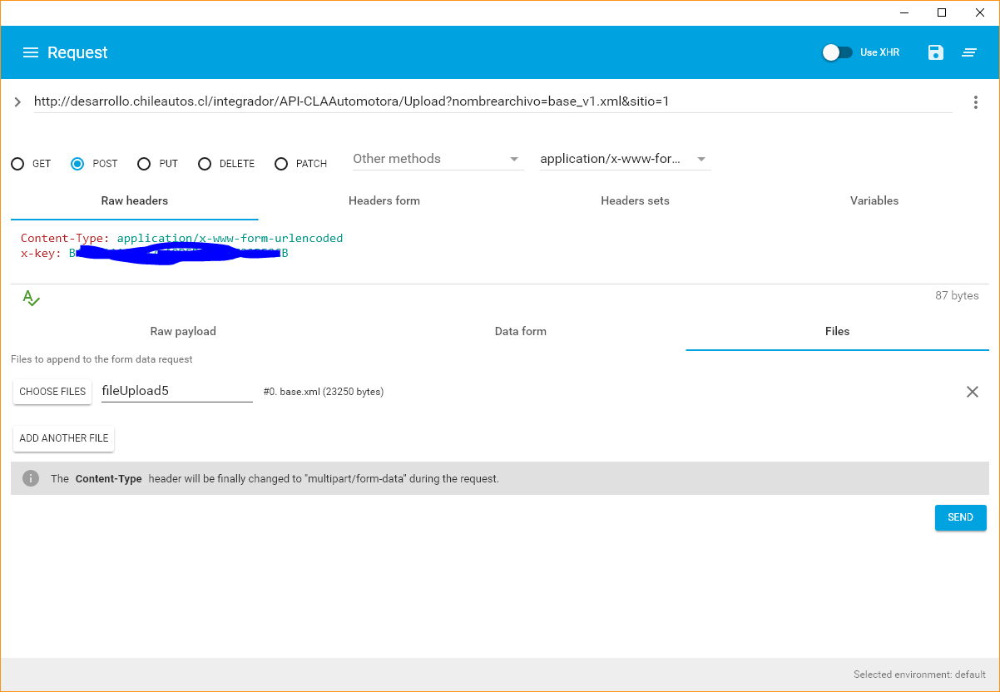 Request
Use XHR
http://desarrollo.chileautos.cl/integrador/API-CLAAutomotora/Upload?nombrearchivo=base_v1.xml&sitio=1
GET POST PUT DELETE PATCH Other methods application/x-www-for...
Raw headers Headers form Headers sets Variables
Content-Type: application/x-www-form-urlencoded
x-key:
87 bytes
Raw payload Data form Files
Files to append to the form data request
CHOOSE FILES fileUpload5 #0. base.xml (23250 bytes)
ADD ANOTHER FILE
The Content-Type header will be finally changed to "multipart/form-data" during the request.
SEND
Selected environment: default